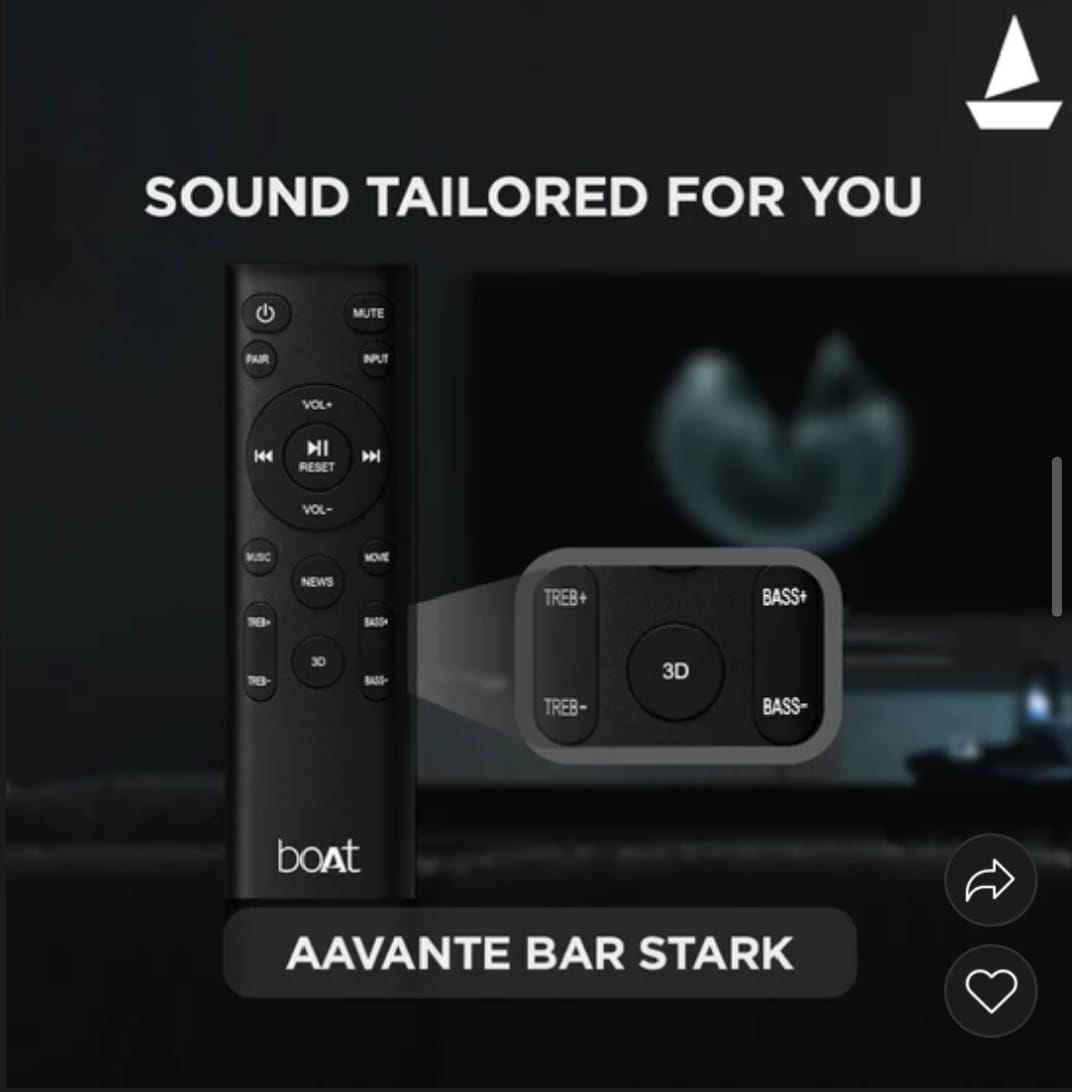 SOUND TAILORED FOR YOU
MUTE
PAIR
INPUT
VOL+
RESET
VOL-
MUSIC
MOVIE
NEWS
TREB+
BASS+
3D
TREB-
BASS-
TREB+
BASS+
3D
TREB-
BASS-
boAt
AAVANTE BAR STARK